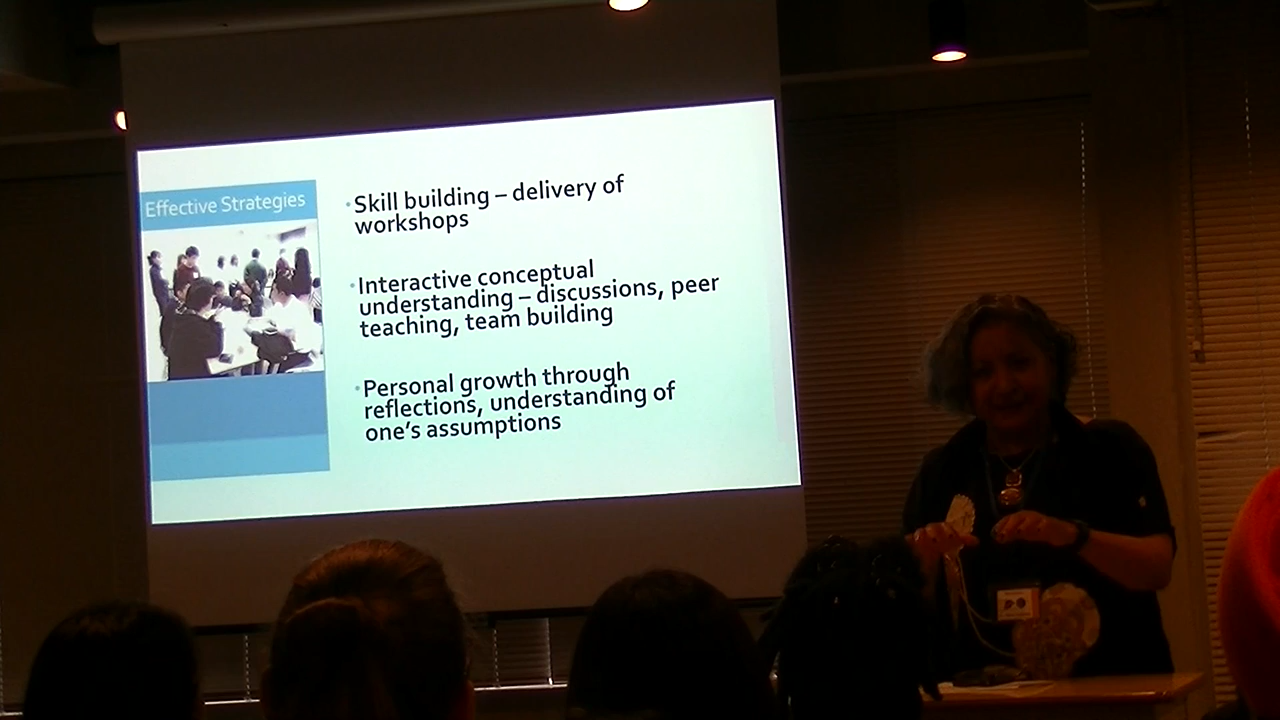 Effective Strategies
• Skill building – delivery of
workshops
• Interactive conceptual
understanding – discussions, peer
teaching, team building
• Personal growth through
reflections, understanding of
one's assumptions